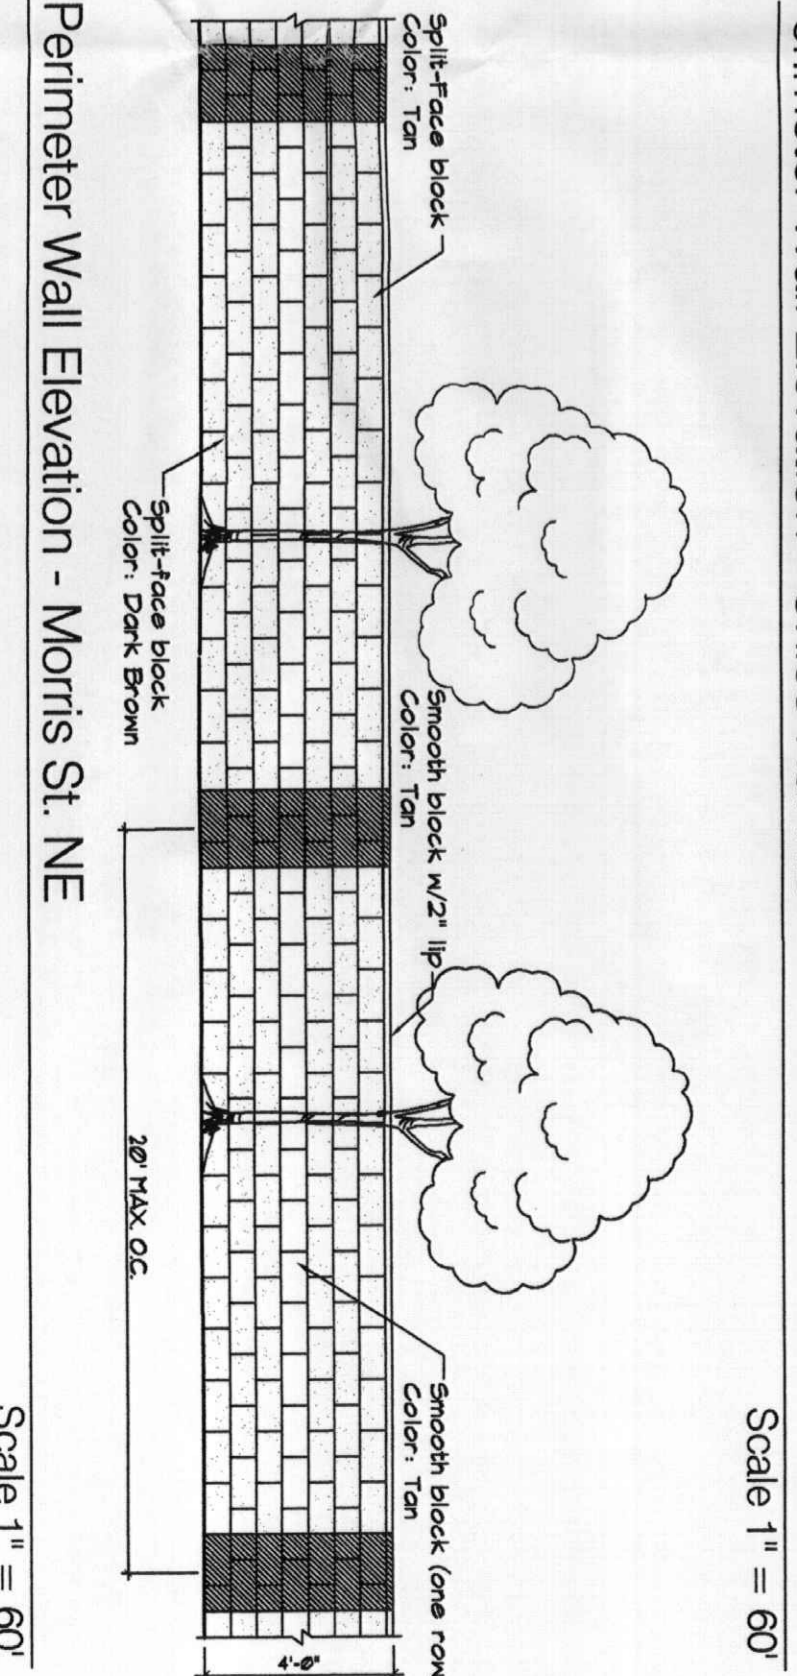 Scale 1" = 60'
Split-Face block
Color: Tan
Smooth block w/2" lip
Color: Tan
Smooth block (one row
Color: Tan
4'-0"
Split-face block
Color: Dark Brown
20' MAX. O.C.
Perimeter Wall Elevation - Morris St. NE
Scale 1" = 60'